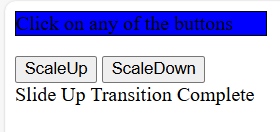 Click on any of the buttons
ScaleUp ScaleDown
Slide Up Transition Complete